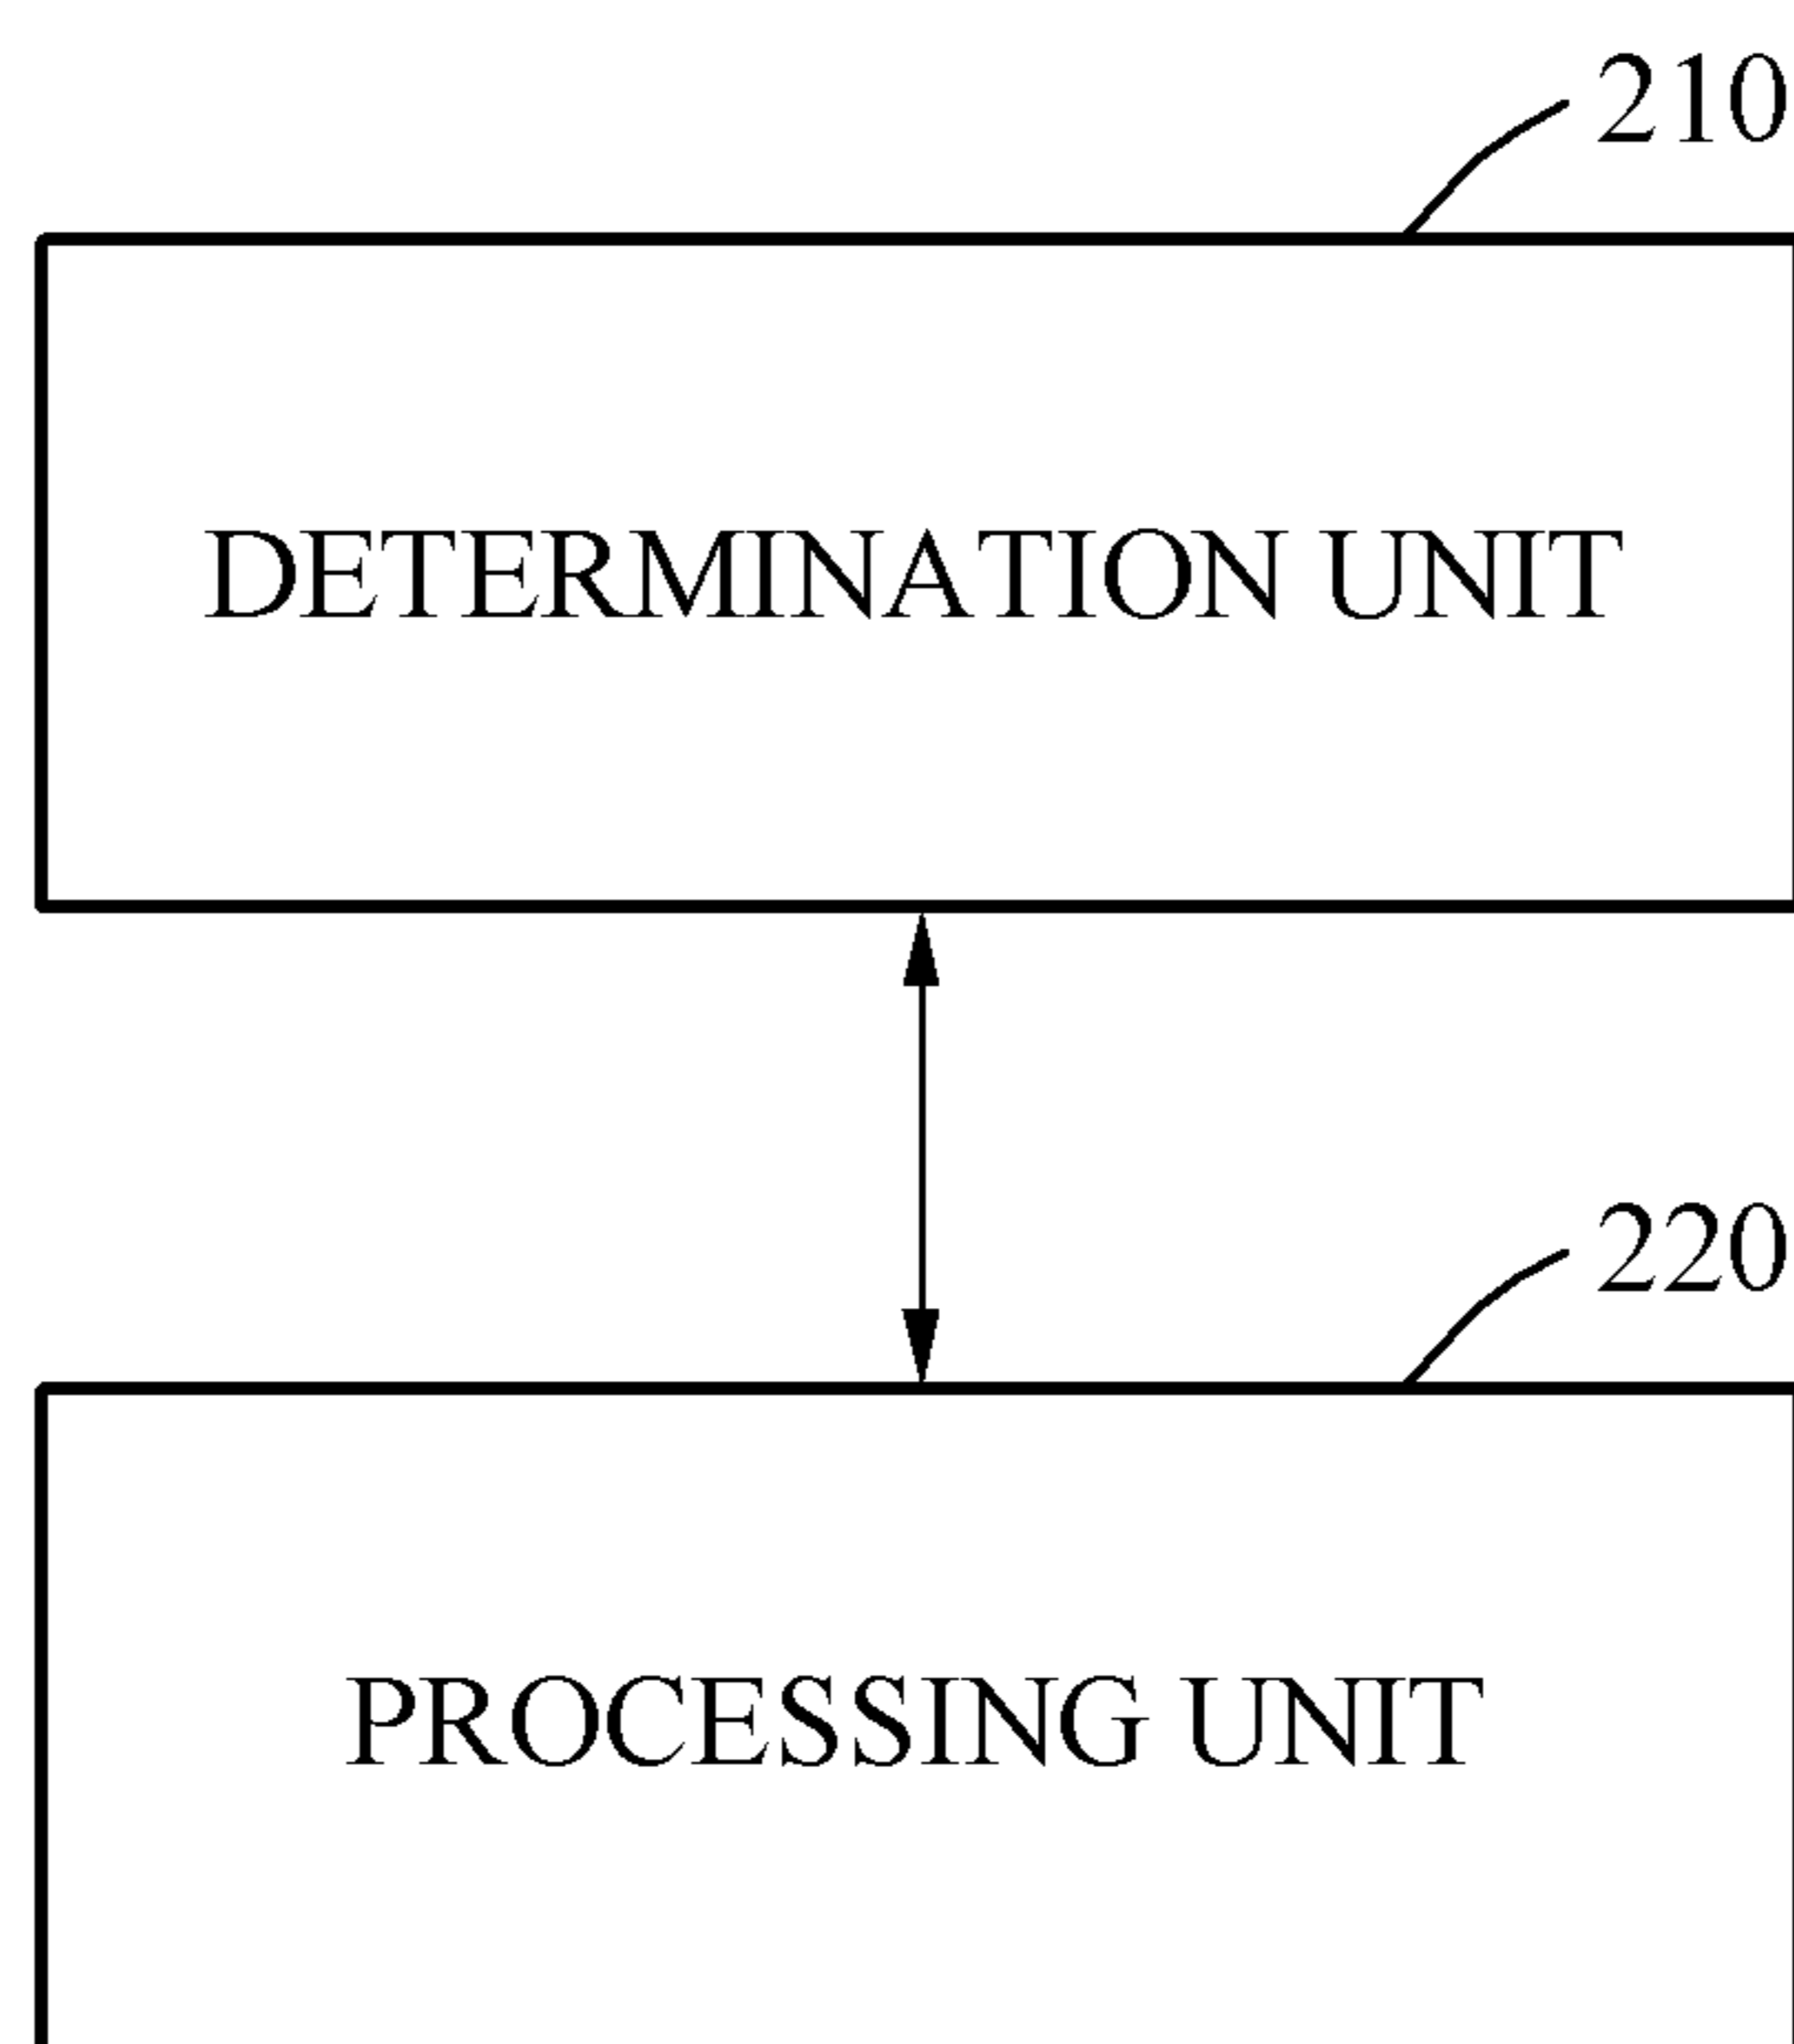 210
DETERMINATION UNIT
220
PROCESSING UNIT